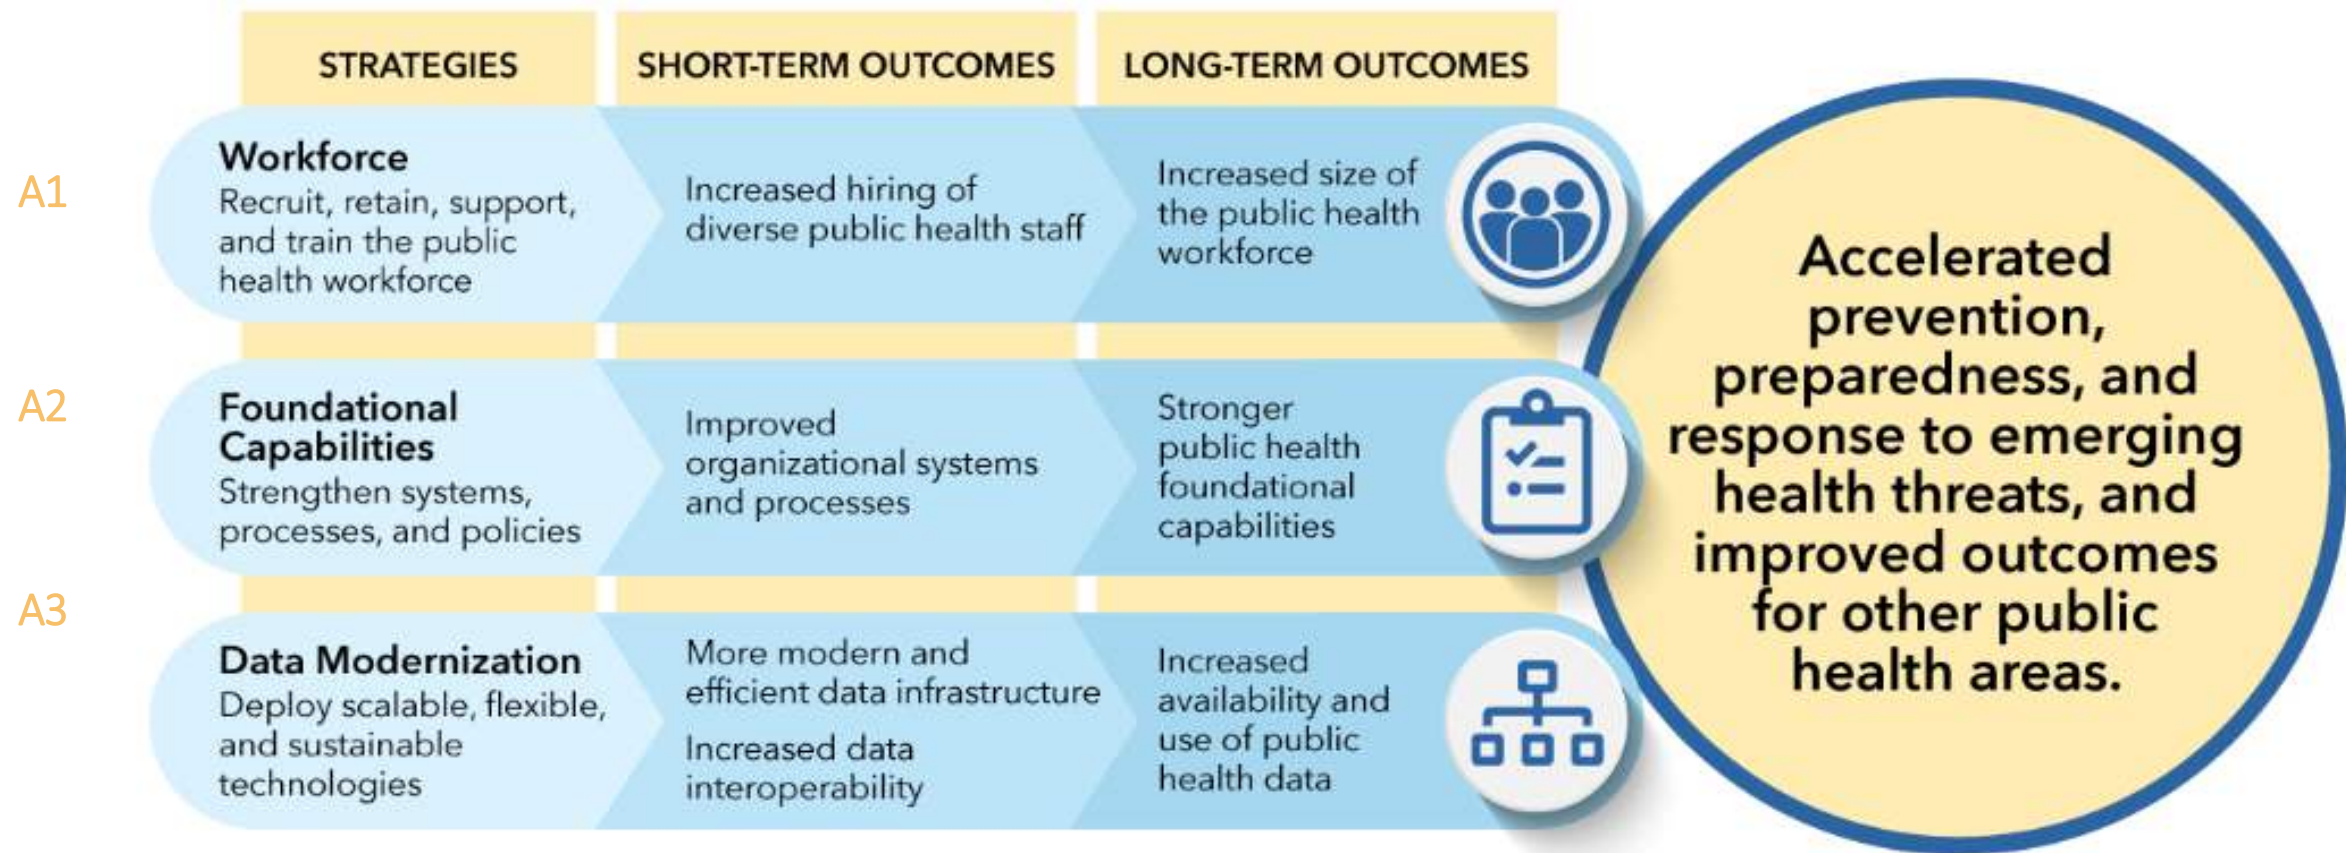 STRATEGIES
SHORT-TERM OUTCOMES
LONG-TERM OUTCOMES
A1
Workforce
Recruit, retain, support,
and train the public
health workforce
Increased hiring of
diverse public health staff
Increased size of
the public health
workforce
A2
Foundational
Capabilities
Strengthen systems,
processes, and policies
Improved
organizational systems
and processes
Stronger
public health
foundational
capabilities
A3
Data Modernization
Deploy scalable, flexible,
and sustainable
technologies
More modern and
efficient data infrastructure
Increased data
interoperability
Increased
availability and
use of public
health data
Accelerated
prevention,
preparedness, and
response to emerging
health threats, and
improved outcomes
for other public
health areas.